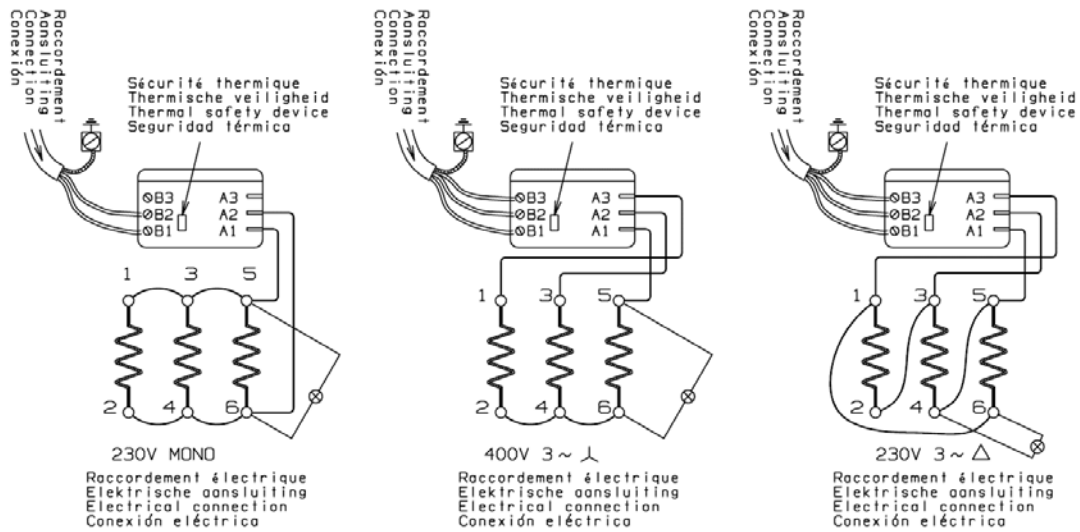 Raccordement
Aansluiting
Connection
Conexión
Sécurité thermique
Thermische veiligheid
Thermal safety device
Seguridad térmica
B3 A3
B2 A2
B1 A1
1 3 5
2 4 6
230V MONO
Raccordement électrique
Elektrische aansluiting
Electrical connection
Conexión eléctrica
Raccordement
Aansluiting
Connection
Conexión
Sécurité thermique
Thermische veiligheid
Thermal safety device
Seguridad térmica
B3 A3
B2 A2
B1 A1
1 3 5
2 4 6
400V 3~
Raccordement électrique
Elektrische aansluiting
Electrical connection
Conexión eléctrica
Raccordement
Aansluiting
Connection
Conexión
Sécurité thermique
Thermische veiligheid
Thermal safety device
Seguridad térmica
B3 A3
B2 A2
B1 A1
1 3 5
2 4 6
230V 3~ △
Raccordement électrique
Elektrische aansluiting
Electrical connection
Conexión eléctrica